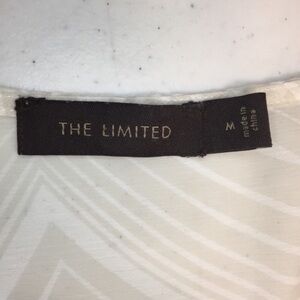 THE LIMITED
M
made in
china